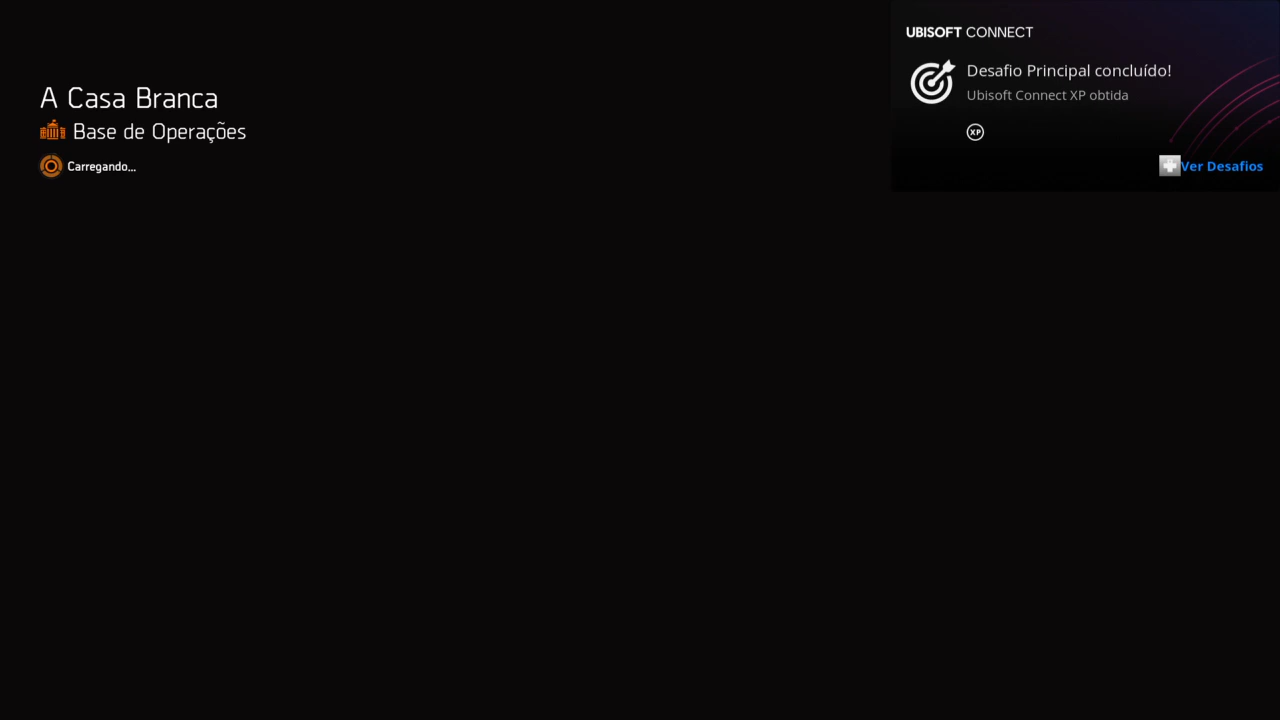 A Casa Branca
Base de Operações
Carregando...
UBISOFT CONNECT
Desafio Principal concluído!
Ubisoft Connect XP obtida
XP
Ver Desafios